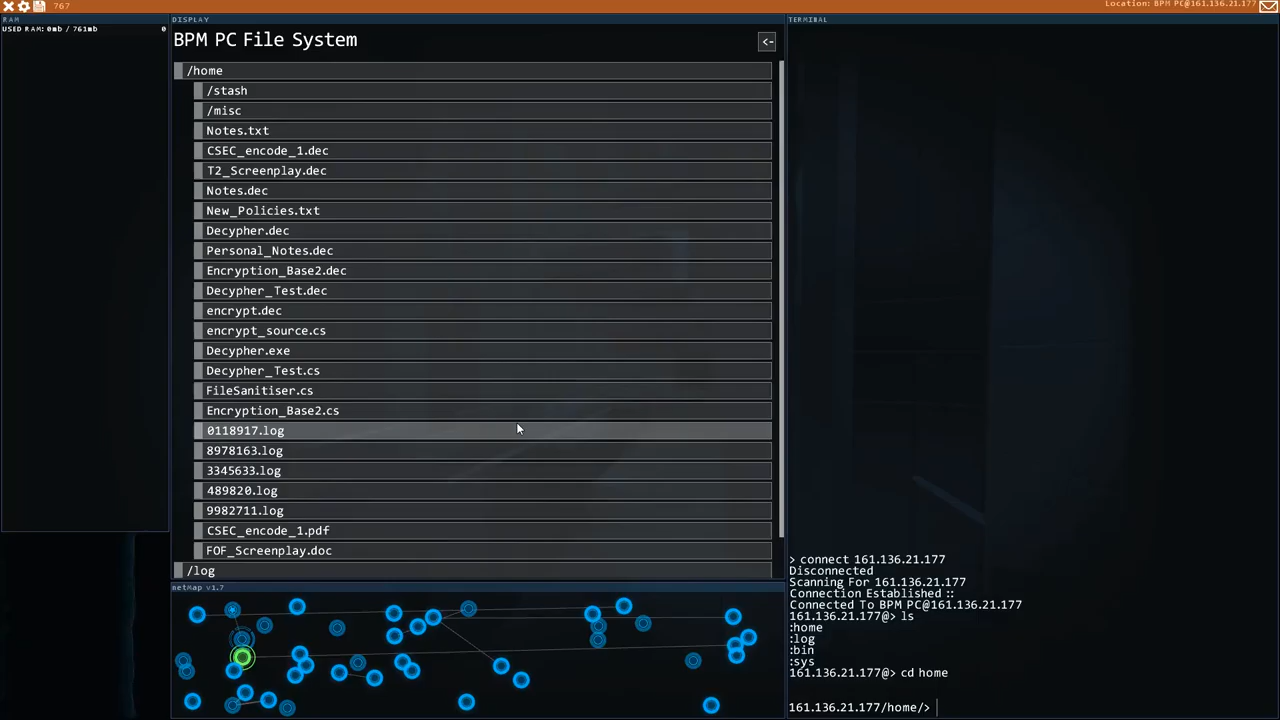 767
Location: BPM PC@161.136.21.177
RAM
USED RAM: 0mb / 761mb
0
DISPLAY
BPM PC File System
<-
/home
/stash
/misc
Notes.txt
CSEC_encode_1.dec
T2_Screenplay.dec
Notes.dec
New_Policies.txt
Decypher.dec
Personal_Notes.dec
Encryption_Base2.dec
Decypher_Test.dec
encrypt.dec
encrypt_source.cs
Decypher.exe
Decypher_Test.cs
FileSanitiser.cs
Encryption_Base2.cs
0118917.log
8978163.log
3345633.log
489820.log
9982711.log
CSEC_encode_1.pdf
FOF_Screenplay.doc
/log
netMap v1.7
TERMINAL
> connect 161.136.21.177
Disconnected
Scanning For 161.136.21.177
Connection Established ::
Connected To BPM PC@161.136.21.177
161.136.21.177@> ls
:home
:log
:bin
:sys
161.136.21.177@> cd home
161.136.21.177/home/>